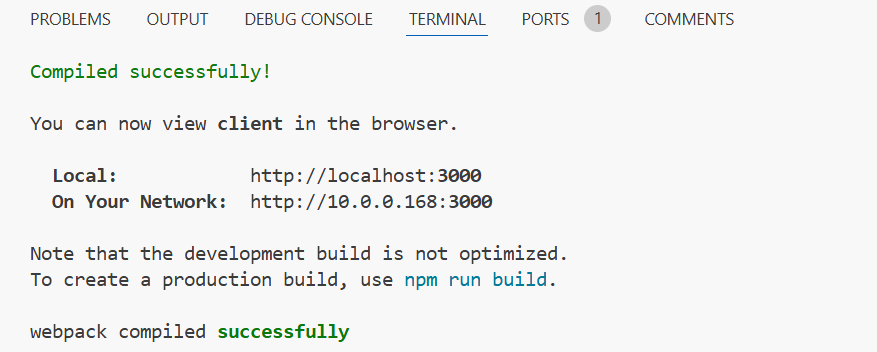 PROBLEMS OUTPUT DEBUG CONSOLE TERMINAL PORTS 1 COMMENTS
Compiled successfully!
You can now view client in the browser.
Local: http://localhost:3000
On Your Network: http://10.0.0.168:3000
Note that the development build is not optimized.
To create a production build, use npm run build.
webpack compiled successfully